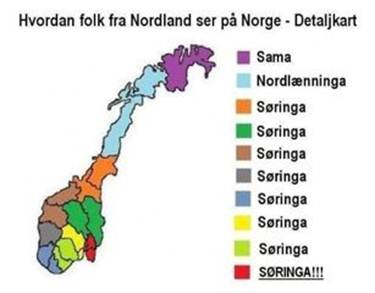 Hvordan folk fra Nordland ser på Norge - Detaljkart
Sama
Nordlænninga
Søringa
Søringa
Søringa
Søringa
Søringa
Søringa
Søringa
SØRINGA!!!